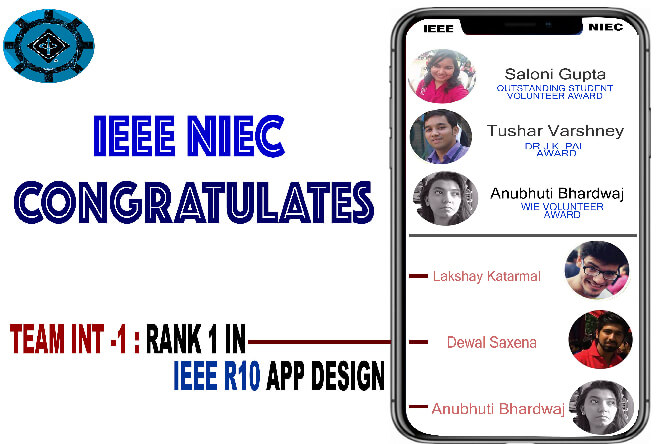 IEEE NIEC
CONGRATULATES
TEAM INT -1 : RANK 1 IN
IEEE R10 APP DESIGN
IEEE NIEC
Saloni Gupta
OUTSTANDING STUDENT
VOLUNTEER AWARD
Tushar Varshney
DR J.K. PAL
AWARD
Anubhuti Bhardwaj
WIE VOLUNTEER
AWARD
Lakshay Katarmal
Dewal Saxena
Anubhuti Bhardwaj